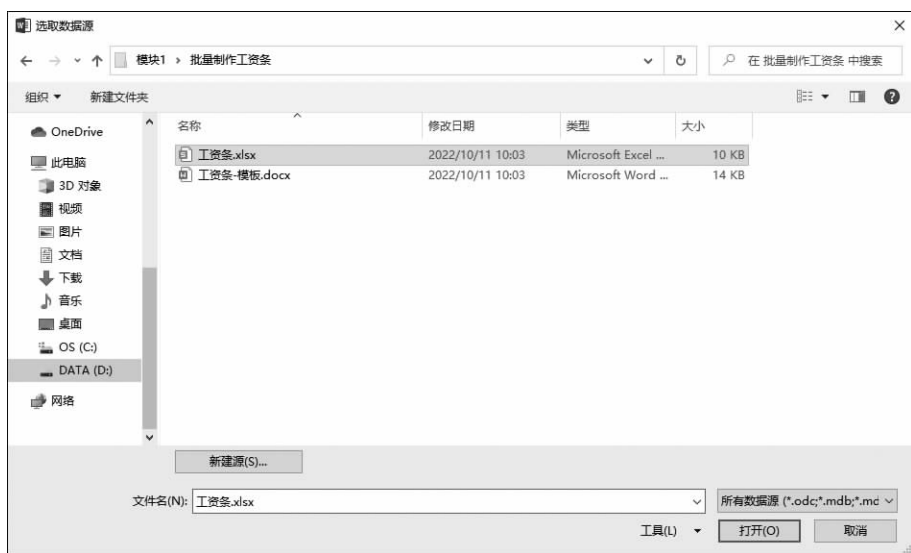 选取数据源
模块1 › 批量制作工资条
在 批量制作工资条 中搜索
组织 新建文件夹
名称 修改日期 类型 大小
OneDrive
此电脑
3D 对象
视频
图片
文档
下载
音乐
桌面
OS (C:)
DATA (D:)
网络
工资条.xlsx 2022/10/11 10:03 Microsoft Excel ... 10 KB
工资条-模板.docx 2022/10/11 10:03 Microsoft Word ... 14 KB
新建源(S)...
文件名(N): 工资条.xlsx 所有数据源 (*.odc;*.mdb;*.md
工具(L) 打开(O) 取消